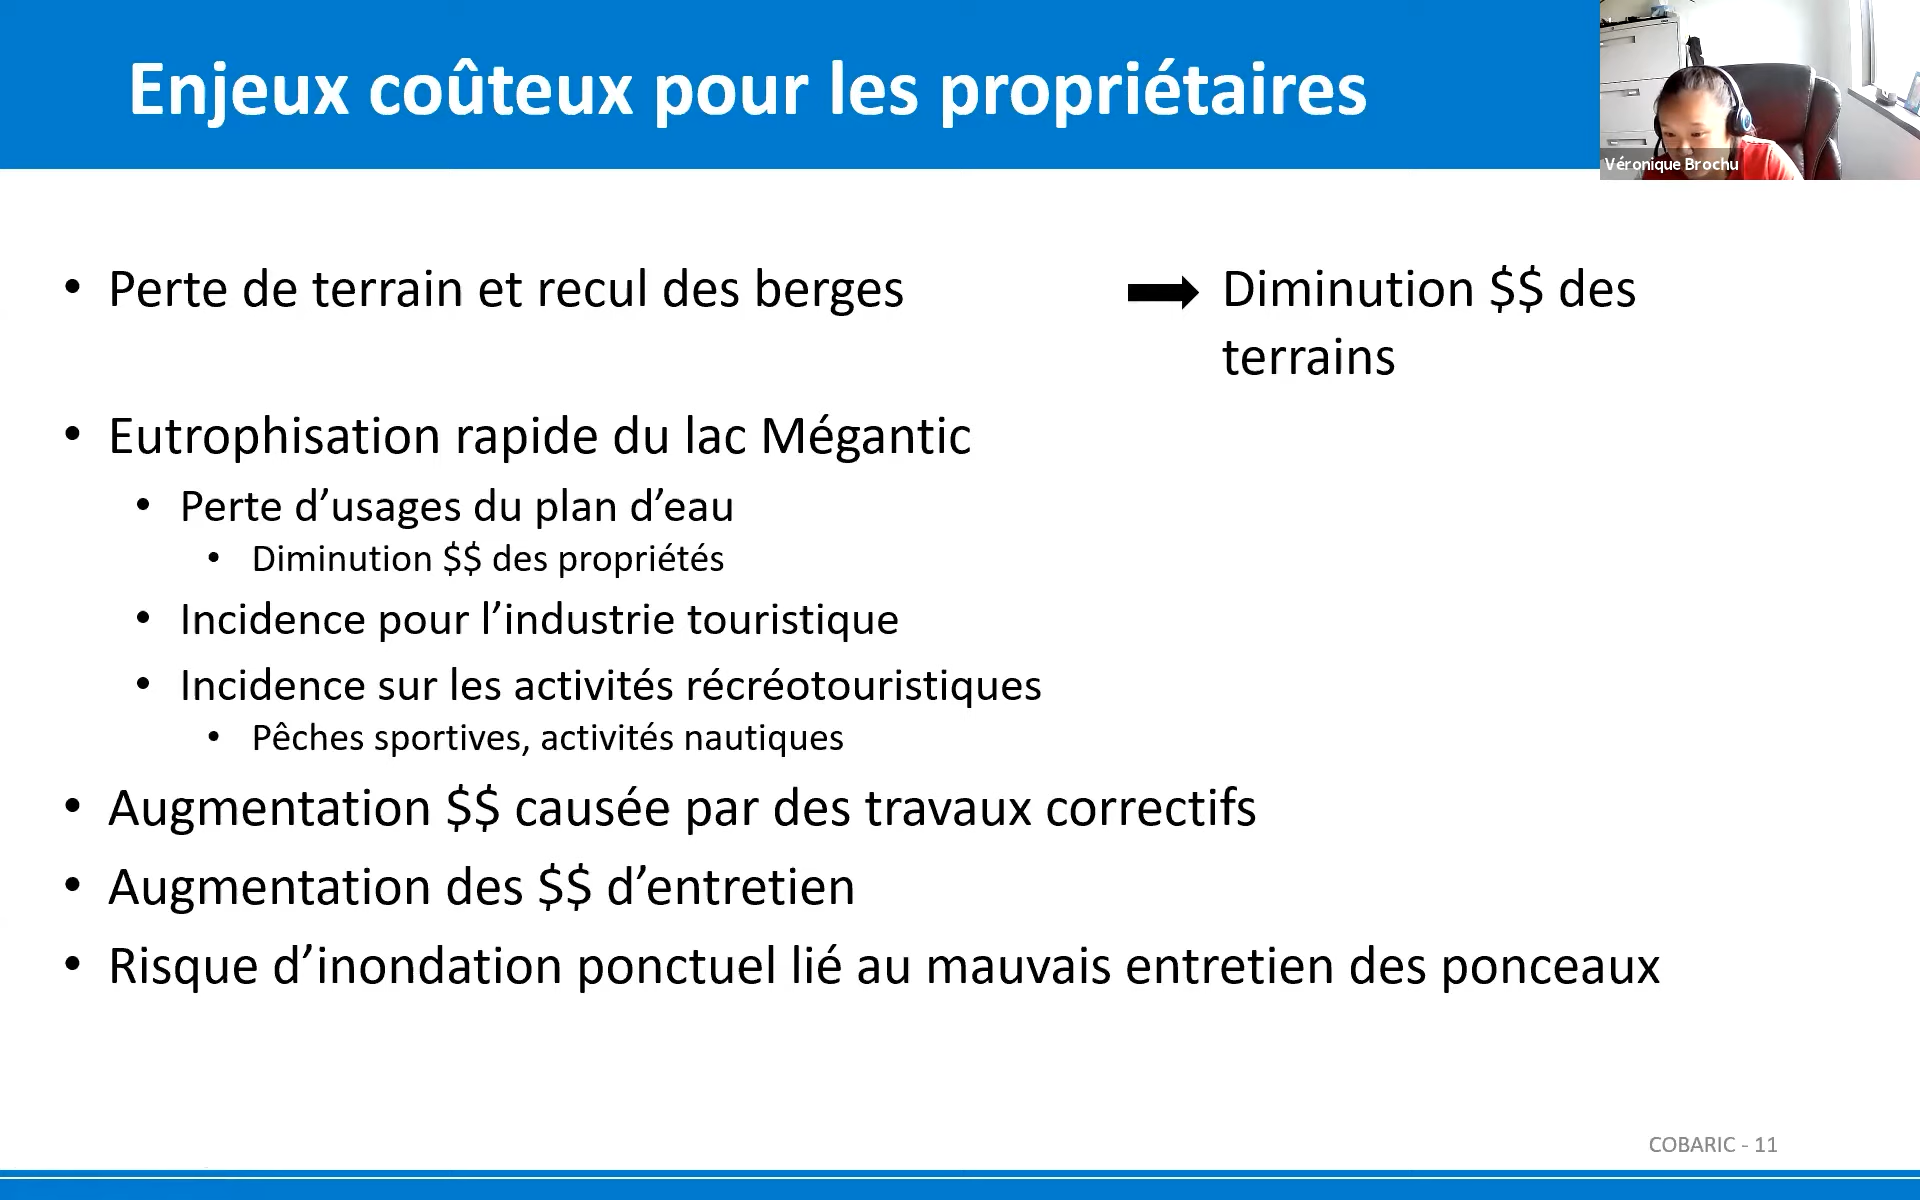 Enjeux coûteux pour les propriétaires
Véronique Brochu
• Perte de terrain et recul des berges
Diminution $$ des
terrains
• Eutrophisation rapide du lac Mégantic
• Perte d’usages du plan d’eau
• Diminution $$ des propriétés
• Incidence pour l’industrie touristique
• Incidence sur les activités récréotouristiques
• Pêches sportives, activités nautiques
• Augmentation $$ causée par des travaux correctifs
• Augmentation des $$ d’entretien
• Risque d’inondation ponctuel lié au mauvais entretien des ponceaux
COBARIC - 11